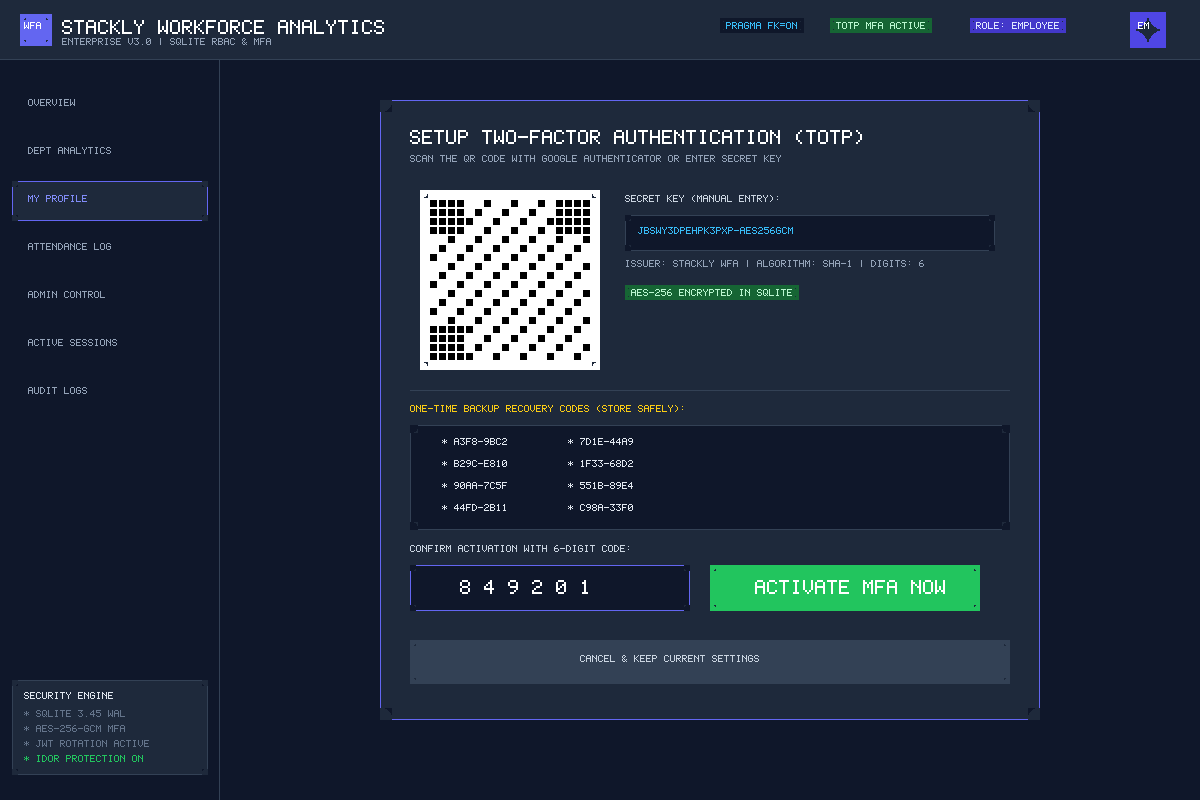 WFA
STACKLY WORKFORCE ANALYTICS
ENTERPRISE V3.0 | SQLITE RBAC & MFA
PRAGMA FK=ON
TOTP MFA ACTIVE
ROLE: EMPLOYEE
EM
OVERVIEW
DEPT ANALYTICS
MY PROFILE
ATTENDANCE LOG
ADMIN CONTROL
ACTIVE SESSIONS
AUDIT LOGS
SECURITY ENGINE
* SQLITE 3.45 WAL
* AES-256-GCM MFA
* JWT ROTATION ACTIVE
* IDOR PROTECTION ON
SETUP TWO-FACTOR AUTHENTICATION (TOTP)
SCAN THE QR CODE WITH GOOGLE AUTHENTICATOR OR ENTER SECRET KEY
SECRET KEY (MANUAL ENTRY):
JBSWY3DPEHPK3PXP-AES256GCM
ISSUER: STACKLY WFA | ALGORITHM: SHA-1 | DIGITS: 6
AES-256 ENCRYPTED IN SQLITE
ONE-TIME BACKUP RECOVERY CODES (STORE SAFELY):
* A3F8-9BC2 * 7D1E-44A9
* B29C-E810 * 1F33-68D2
* 90AA-7C5F * 551B-89E4
* 44FD-2B11 * C98A-33F0
CONFIRM ACTIVATION WITH 6-DIGIT CODE:
8 4 9 2 0 1
ACTIVATE MFA NOW
CANCEL & KEEP CURRENT SETTINGS